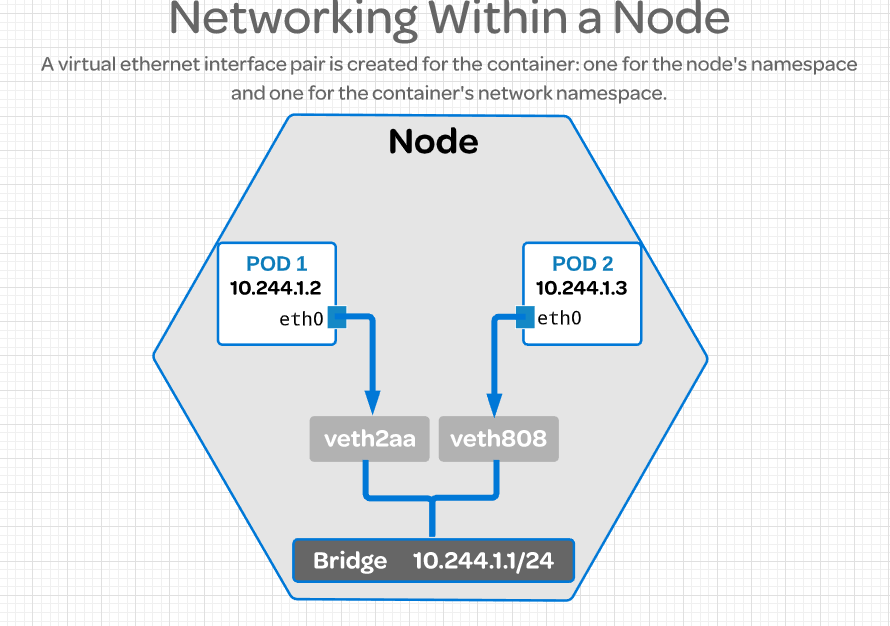 Networking Within a Node
A virtual ethernet interface pair is created for the container: one for the node's namespace
and one for the container's network namespace.
Node
POD 1
10.244.1.2
eth0
POD 2
10.244.1.3
eth0
veth2aa
veth808
Bridge 10.244.1.1/24